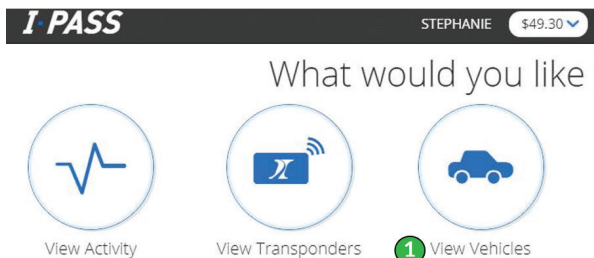 I-PASS STEPHANIE $49.30
What would you like
View Activity View Transponders 1 View Vehicles